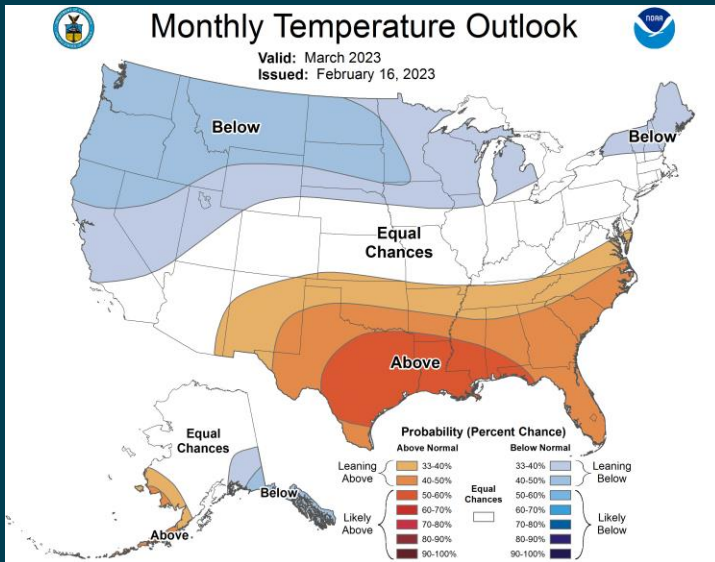 Monthly Temperature Outlook
NOAA
Valid: March 2023
Issued: February 16, 2023
Below
Below
Equal
Chances
Above
Equal
Chances
Below
Above
Probability (Percent Chance)
Above Normal
Below Normal
Leaning
Above
33-40%
40-50%
Likely
Above
50-60%
60-70%
70-80%
80-90%
90-100%
Equal
Chances
33-40%
40-50%
Leaning
Below
50-60%
60-70%
70-80%
80-90%
90-100%
Likely
Below